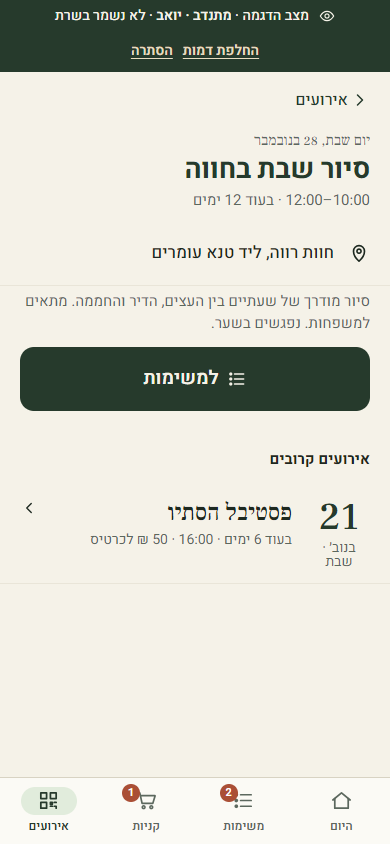 מצב הדגמה · מתנדב · יואב · לא נשמר בשרת
החלפת דמות הסתרה
אירועים
יום שבת, 28 בנובמבר
סיור שבת בחווה
10:00–12:00 · בעוד 12 ימים
חוות רווה, ליד טנא עומרים
סיור מודרך של שעתיים בין העצים, הדיר והחממה. מתאים
למשפחות. נפגשים בשער.
למשימות
אירועים קרובים
21
בנוב׳ ·
שבת
פסטיבל הסתיו
בעוד 6 ימים · 16:00 · 50 ₪ לכרטיס
היום
2
משימות
1
קניות
אירועים